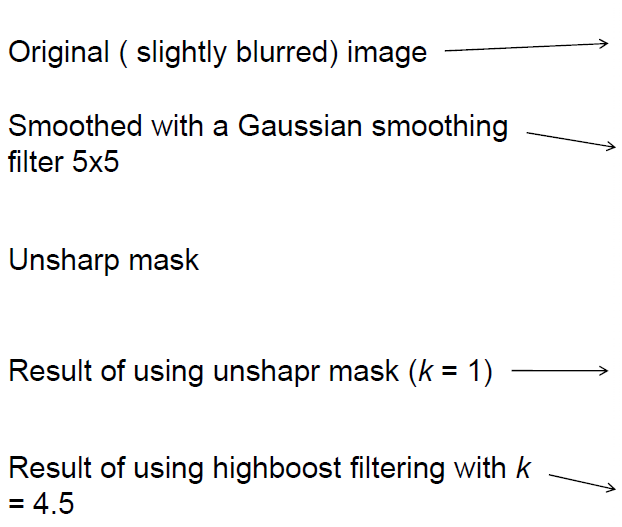 Original ( slightly blurred) image
Smoothed with a Gaussian smoothing
filter 5x5
Unsharp mask
Result of using unshapr mask (k = 1)
Result of using highboost filtering with k
= 4.5